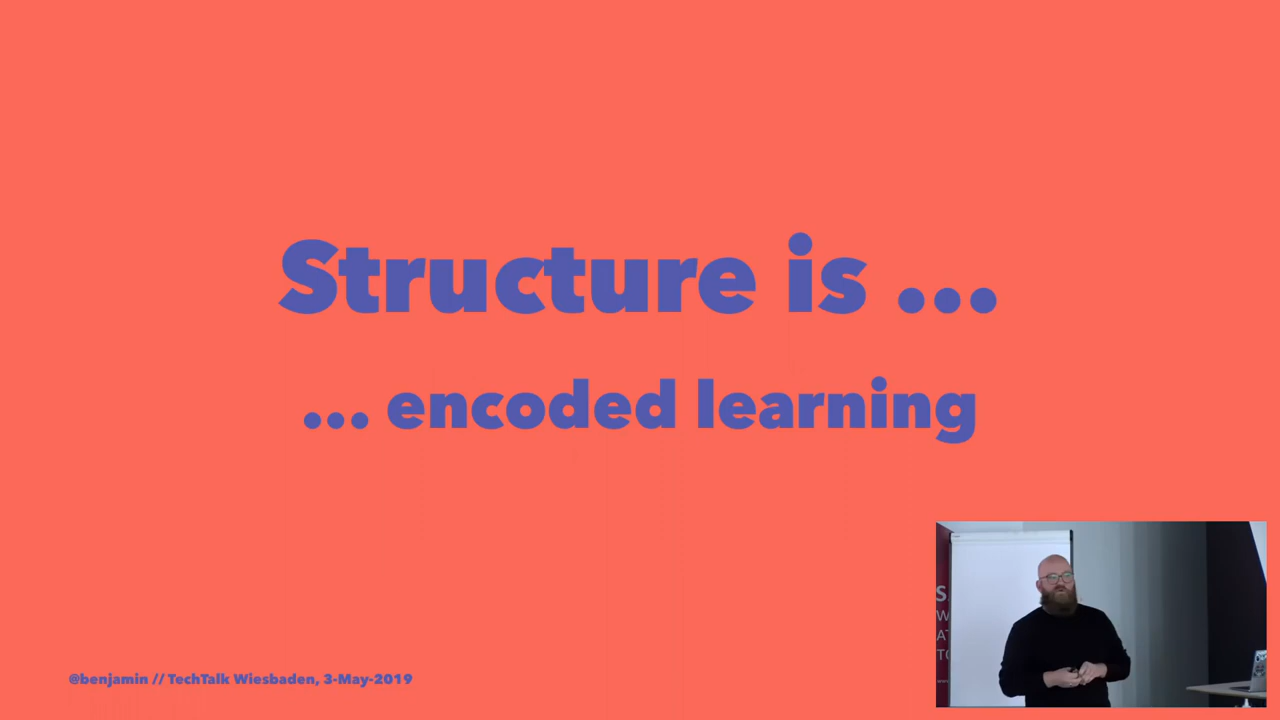 Structure is ...
... encoded learning
@benjamin // TechTalk Wiesbaden, 3-May-2019